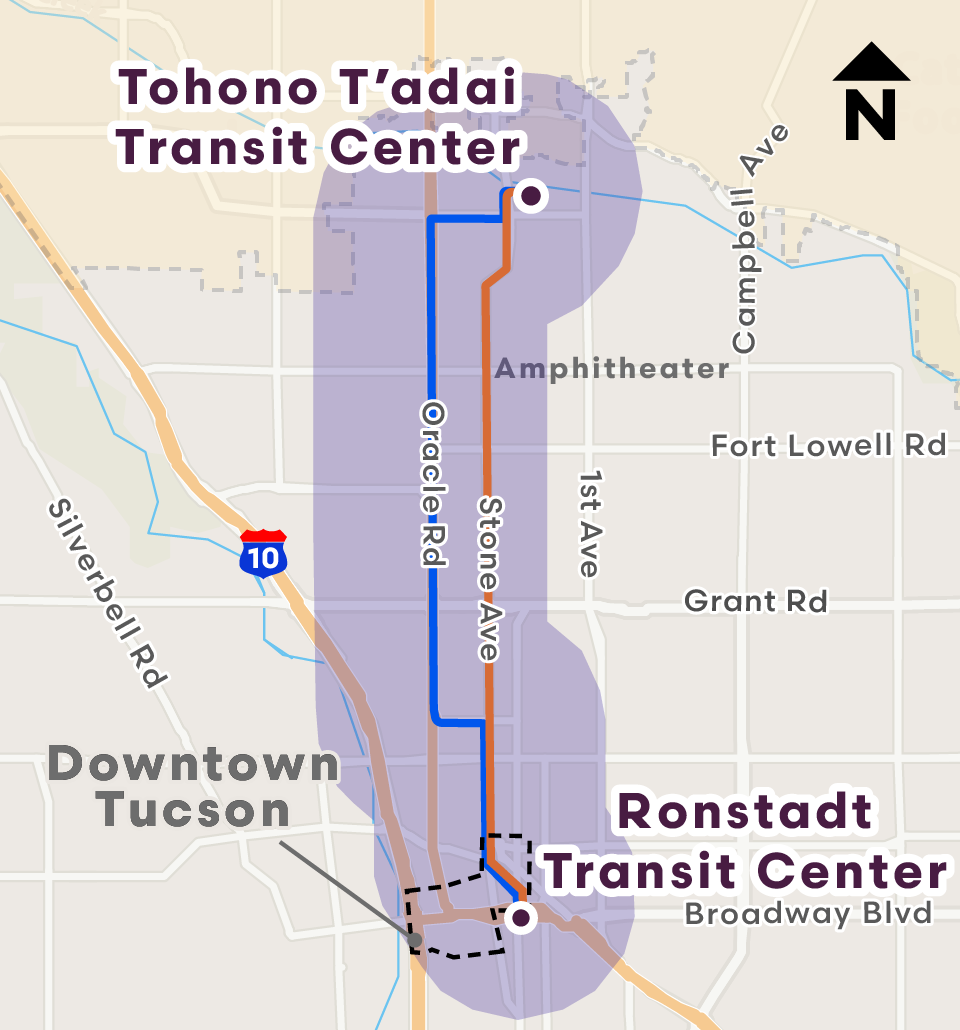 Tohono T'adai
Transit Center
N
Campbell Ave
Amphitheater
Fort Lowell Rd
Oracle Rd
Stone Ave
1st Ave
Silverbell Rd
10
Grant Rd
Downtown
Tucson
Ronstadt
Transit Center
Broadway Blvd